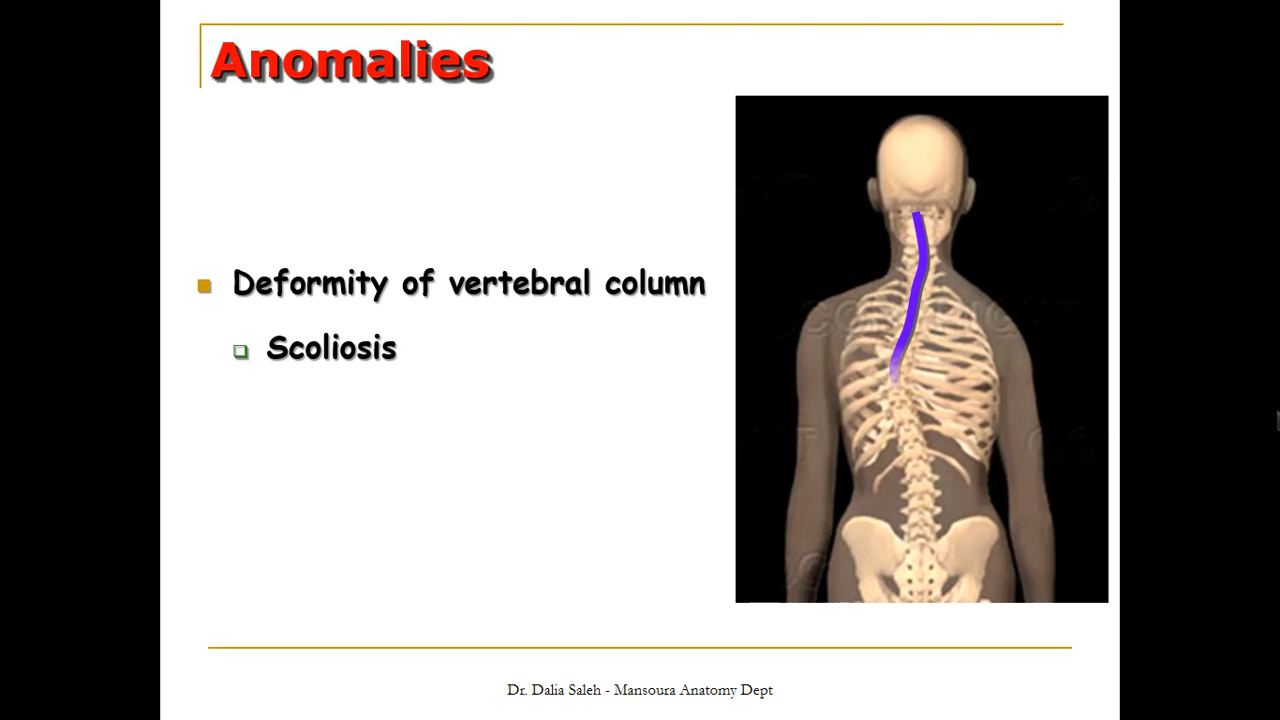 Anomalies
Deformity of vertebral column
Scoliosis
Dr. Dalia Saleh - Mansoura Anatomy Dept